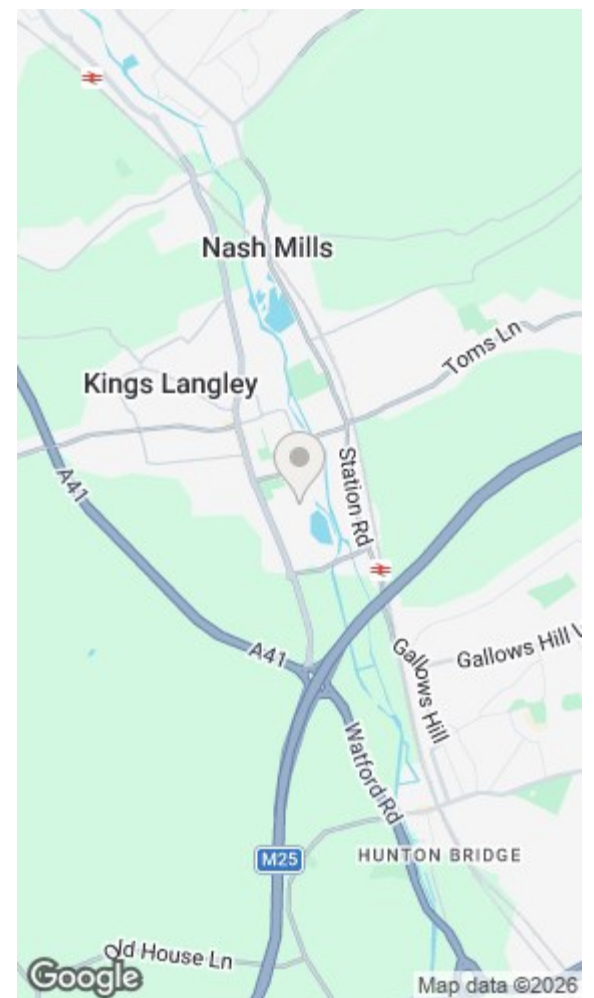 Nash Mills
Toms Ln
Kings Langley
Station Rd
A41
A41
Gallows Hill
Gallows Hill
Watford Rd
M25
HUNTON BRIDGE
ld House Ln
Google
Map data ©2026